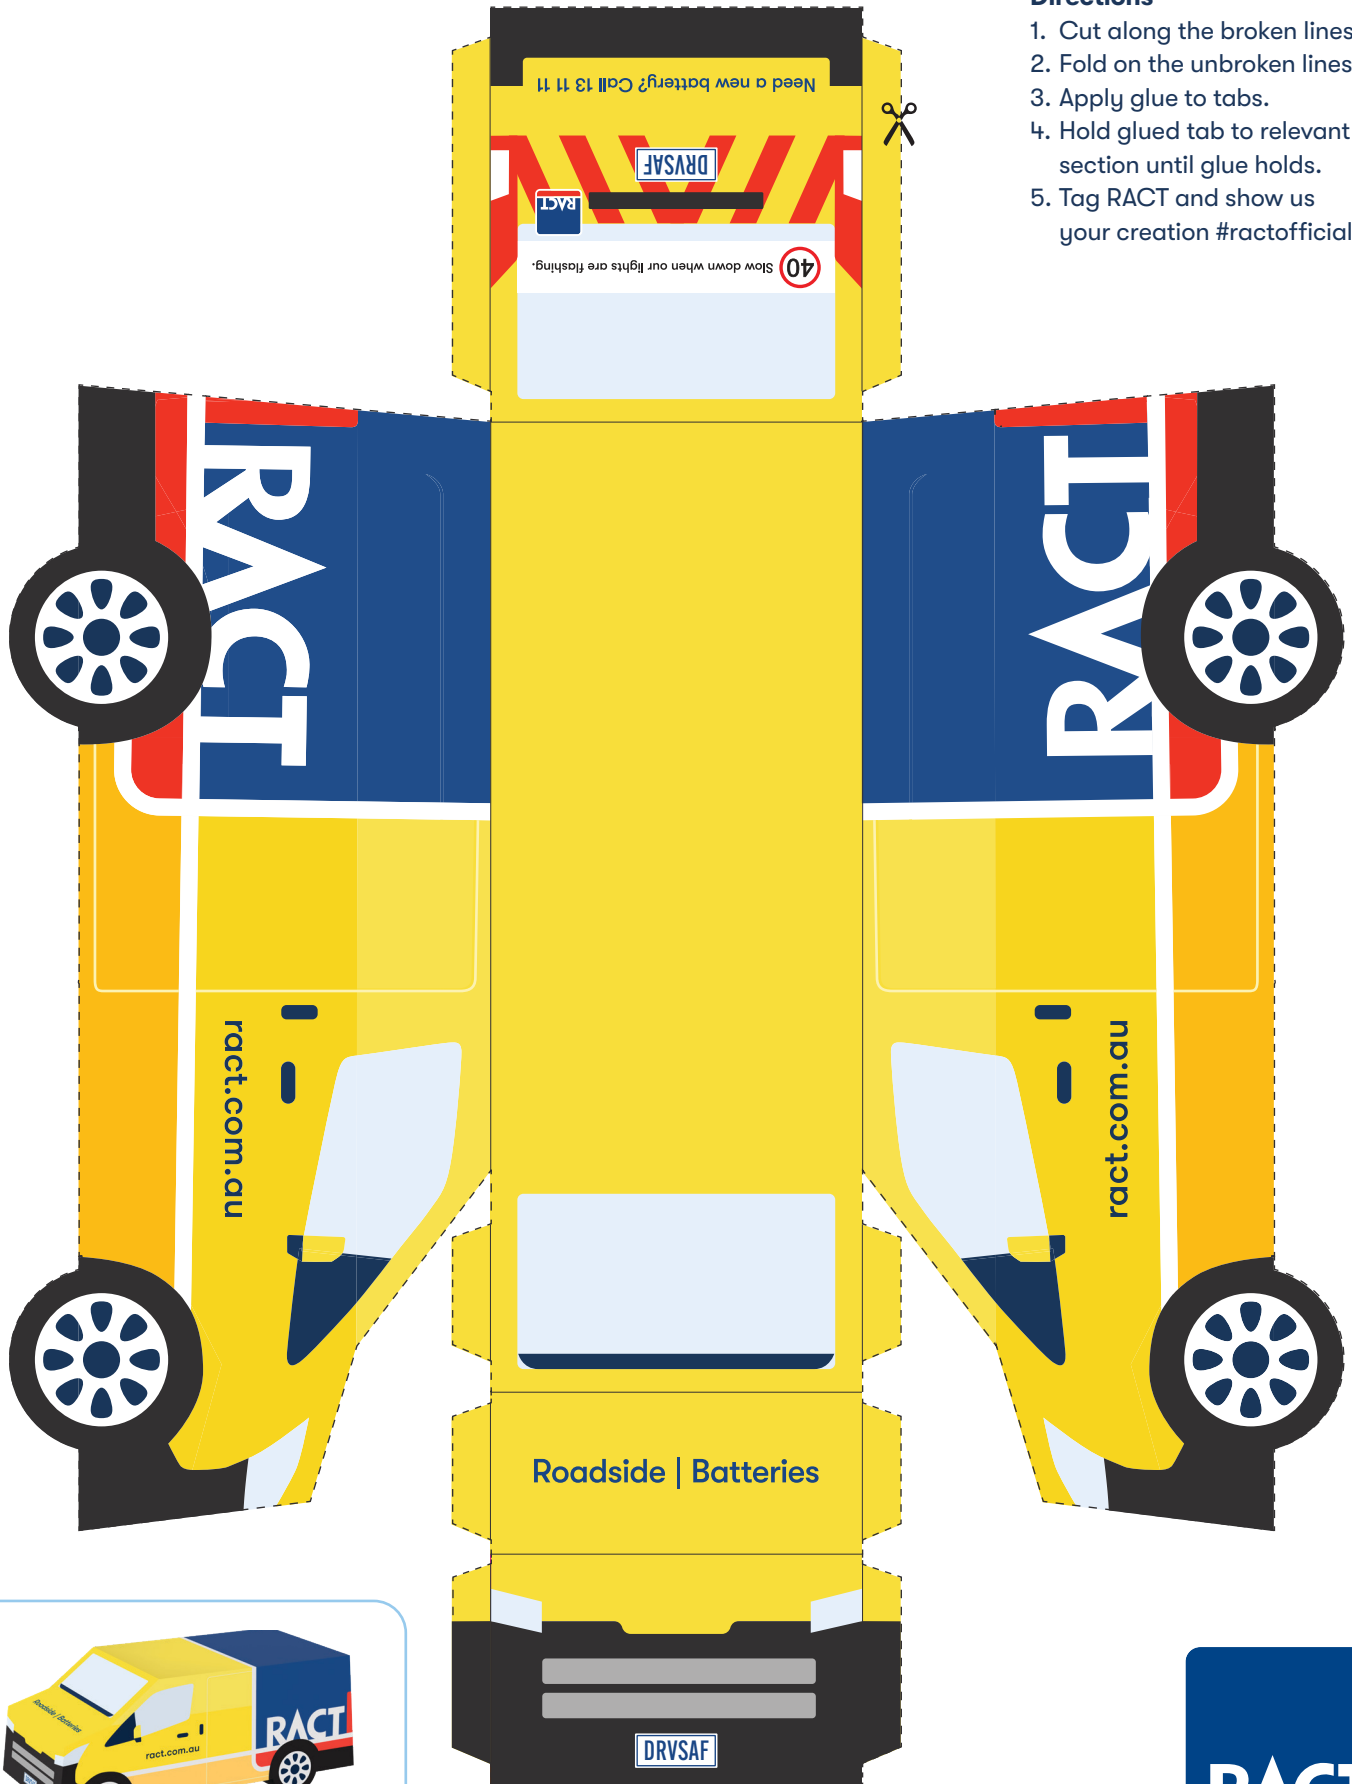 Directions
1. Cut along the broken lines
2. Fold on the unbroken lines
3. Apply glue to tabs.
4. Hold glued tab to relevant
section until glue holds.
5. Tag RACT and show us
your creation #ractofficial
Need a new battery? Call 13 11 11
DRVSAF
RACT
40 Slow down when our lights are flashing.
RACT
RACT
ract.com.au
ract.com.au
Roadside | Batteries
DRVSAF
Roadside | Batteries
ract.com.au
RACT
RACT